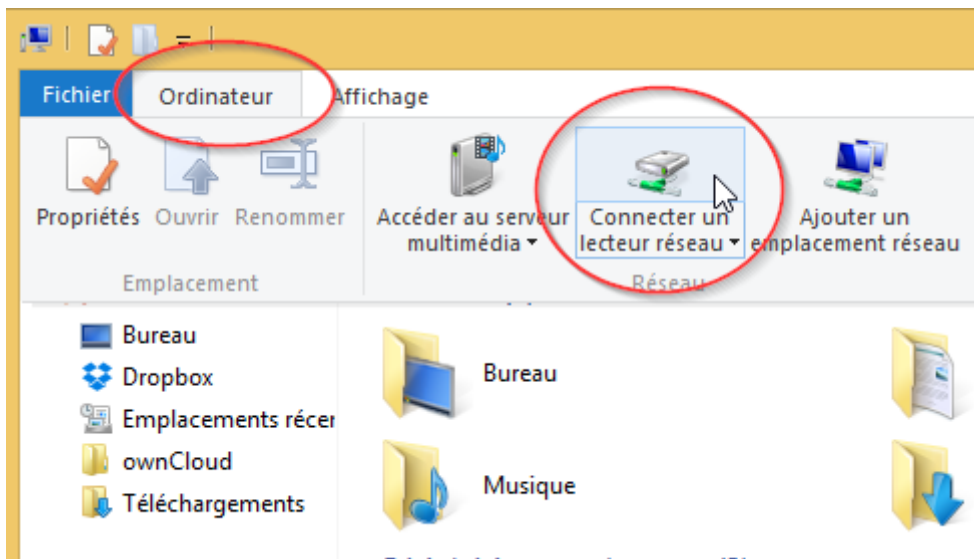 Fichier Ordinateur Affichage
Propriétés Ouvrir Renommer
Accéder au serveur
multimédia
Connecter un
lecteur réseau
Ajouter un
emplacement réseau
Emplacement
Réseau
Bureau
Dropbox
Emplacements récer
ownCloud
Téléchargements
Bureau
Musique